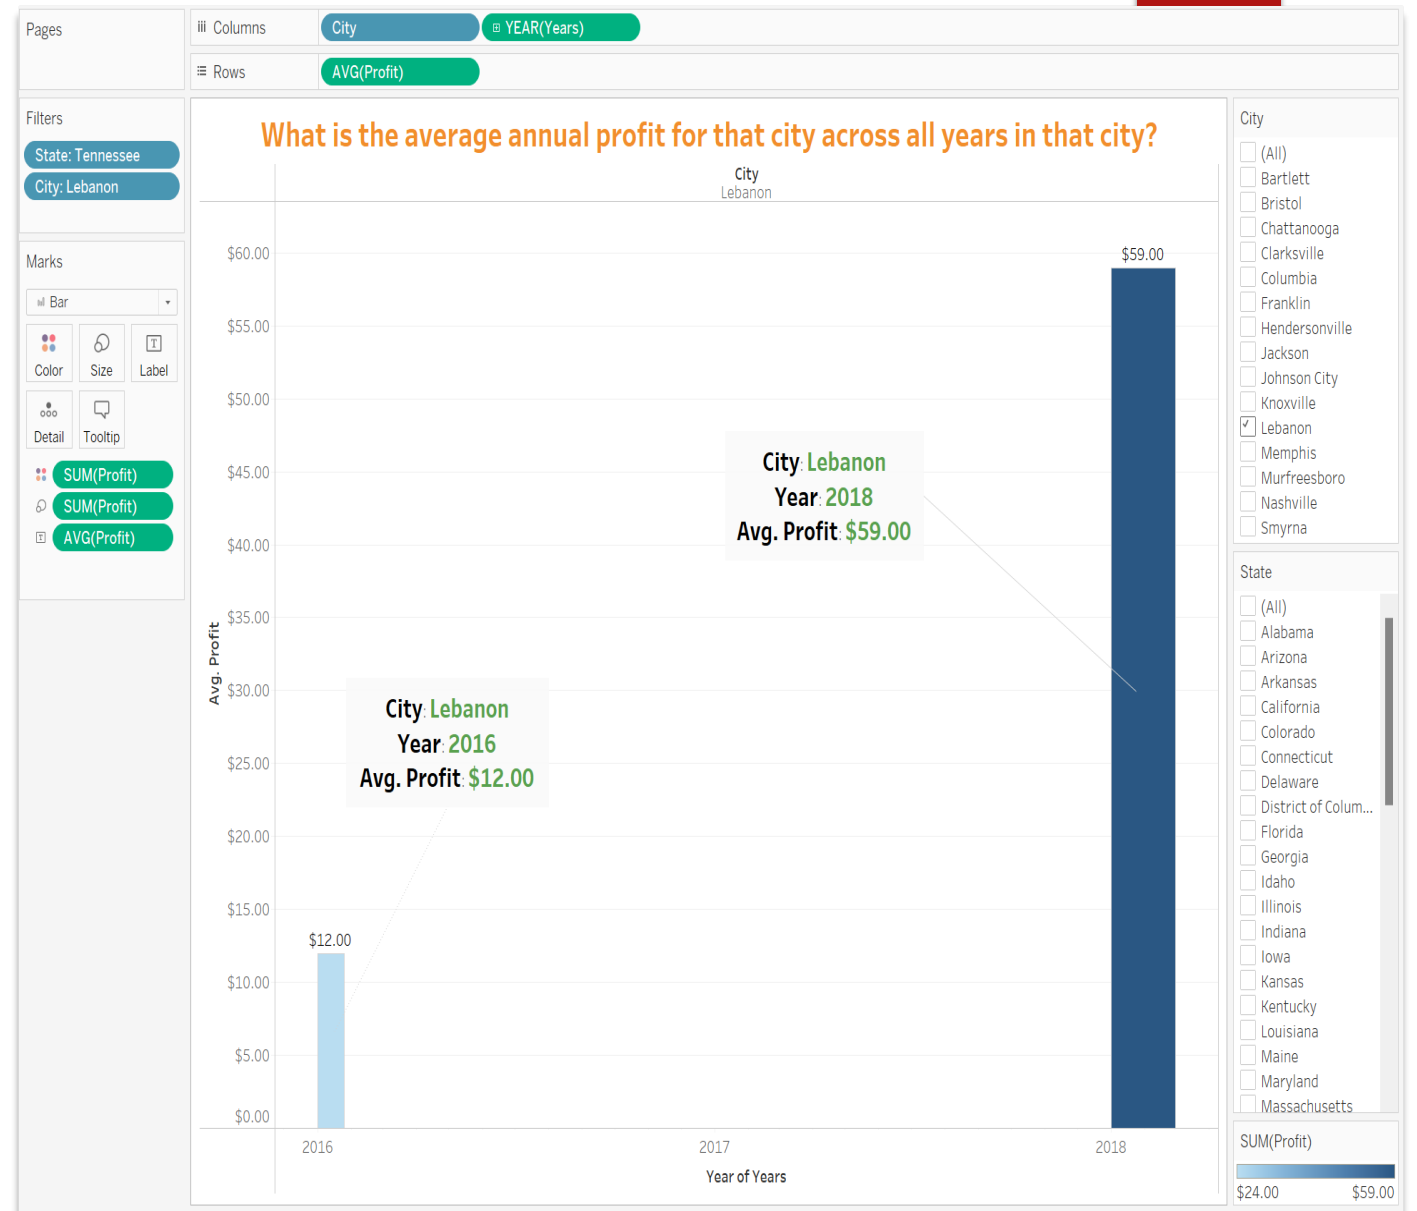 Pages
Columns
City
YEAR(Years)
Rows
AVG(Profit)
Filters
State: Tennessee
City: Lebanon
Marks
Bar
Color
Size
Label
Detail
Tooltip
SUM(Profit)
SUM(Profit)
AVG(Profit)
What is the average annual profit for that city across all years in that city?
City
Lebanon
$60.00
$55.00
$50.00
$45.00
$40.00
$35.00
$30.00
$25.00
$20.00
$15.00
$10.00
$5.00
$0.00
Avg. Profit
$59.00
City: Lebanon
Year: 2018
Avg. Profit: $59.00
City: Lebanon
Year: 2016
Avg. Profit: $12.00
$12.00
2016
2017
2018
Year of Years
City
(All)
Bartlett
Bristol
Chattanooga
Clarksville
Columbia
Franklin
Hendersonville
Jackson
Johnson City
Knoxville
Lebanon
Memphis
Murfreesboro
Nashville
Smyrna
State
(All)
Alabama
Arizona
Arkansas
California
Colorado
Connecticut
Delaware
District of Colum...
Florida
Georgia
Idaho
Illinois
Indiana
Iowa
Kansas
Kentucky
Louisiana
Maine
Maryland
Massachusetts
SUM(Profit)
$24.00
$59.00